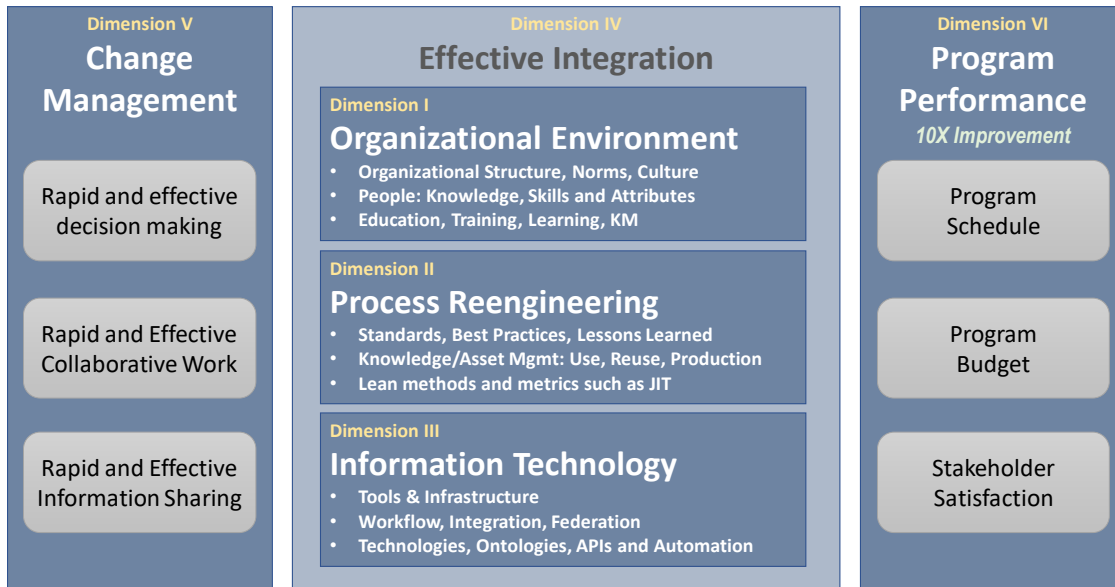 Dimension V
Change
Management
Rapid and effective
decision making
Rapid and Effective
Collaborative Work
Rapid and Effective
Information Sharing
Dimension IV
Effective Integration
Dimension I
Organizational Environment
• Organizational Structure, Norms, Culture
• People: Knowledge, Skills and Attributes
• Education, Training, Learning, KM
Dimension II
Process Reengineering
• Standards, Best Practices, Lessons Learned
• Knowledge/Asset Mgmt: Use, Reuse, Production
• Lean methods and metrics such as JIT
Dimension III
Information Technology
• Tools & Infrastructure
• Workflow, Integration, Federation
• Technologies, Ontologies, APIs and Automation
Dimension VI
Program
Performance
10X Improvement
Program
Schedule
Program
Budget
Stakeholder
Satisfaction